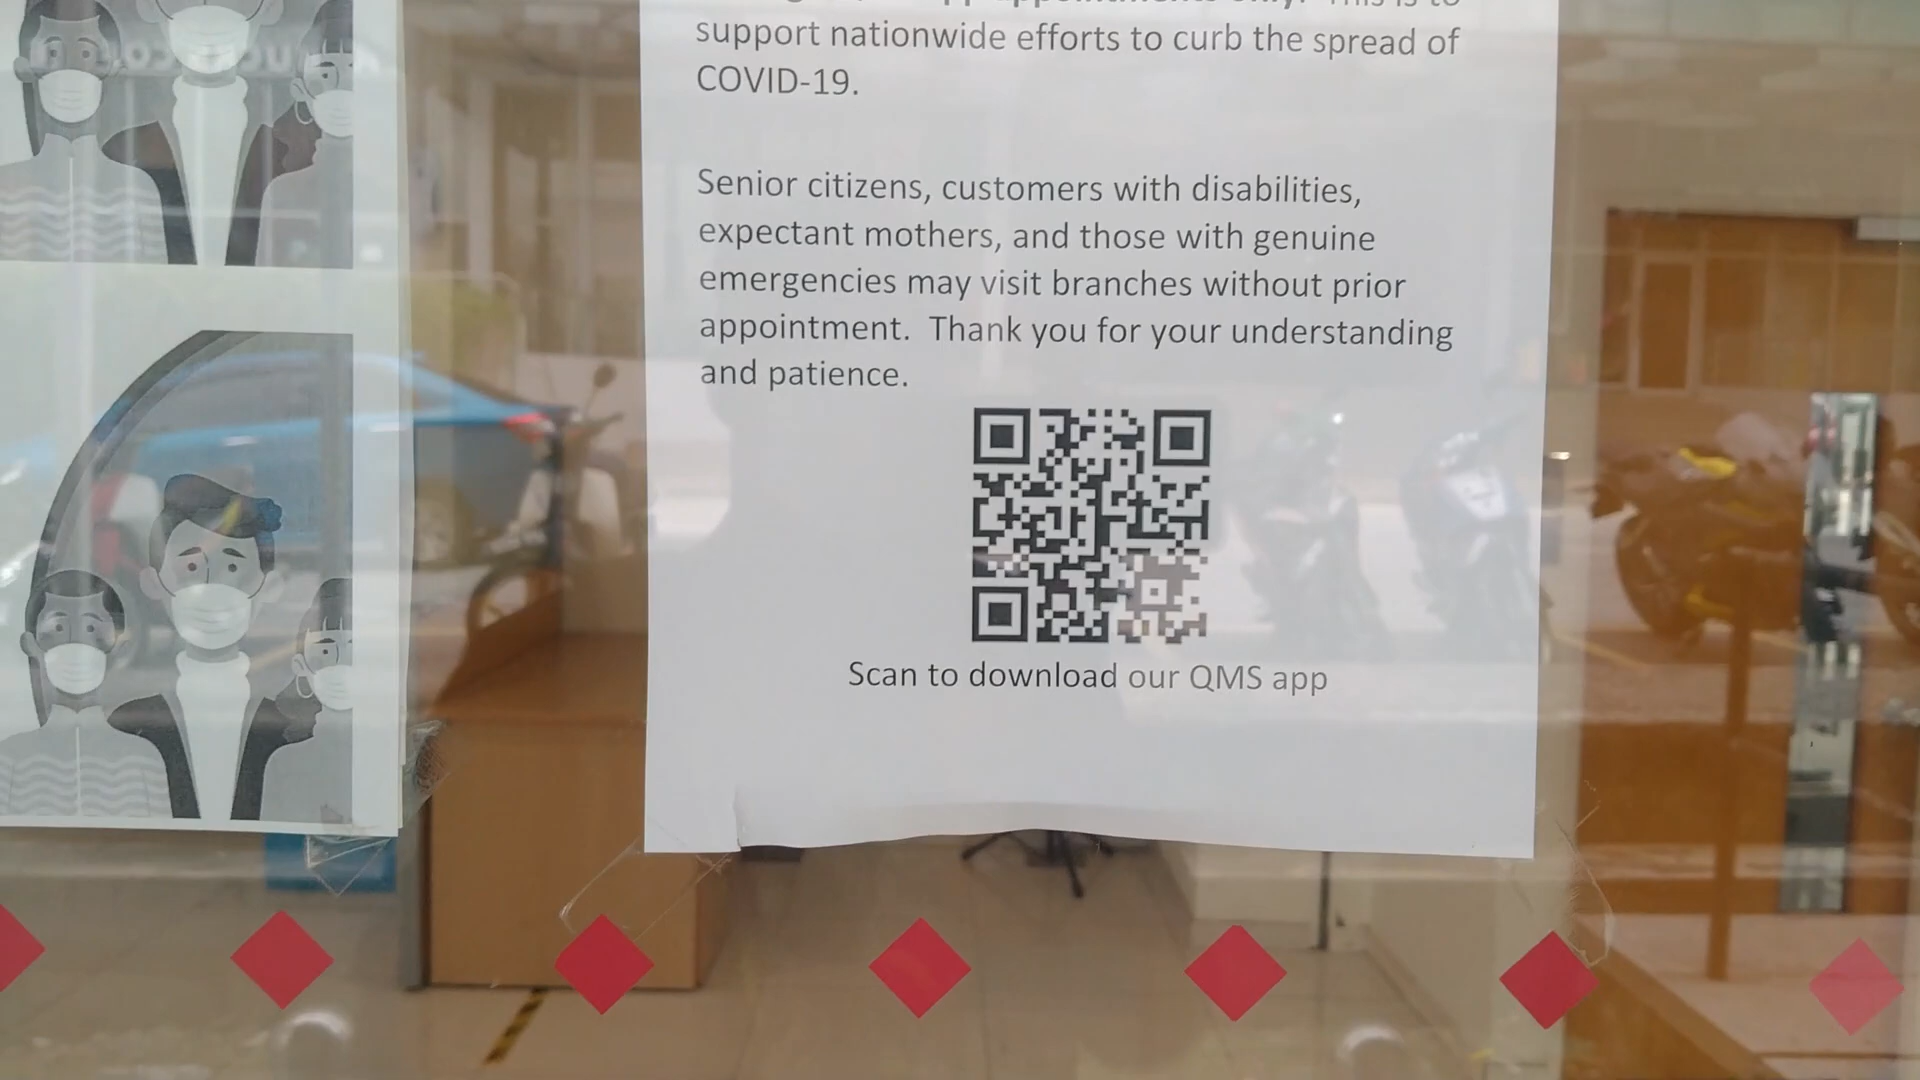 support nationwide efforts to curb the spread of
COVID-19.
Senior citizens, customers with disabilities,
expectant mothers, and those with genuine
emergencies may visit branches without prior
appointment. Thank you for your understanding
and patience.
Scan to download our QMS app